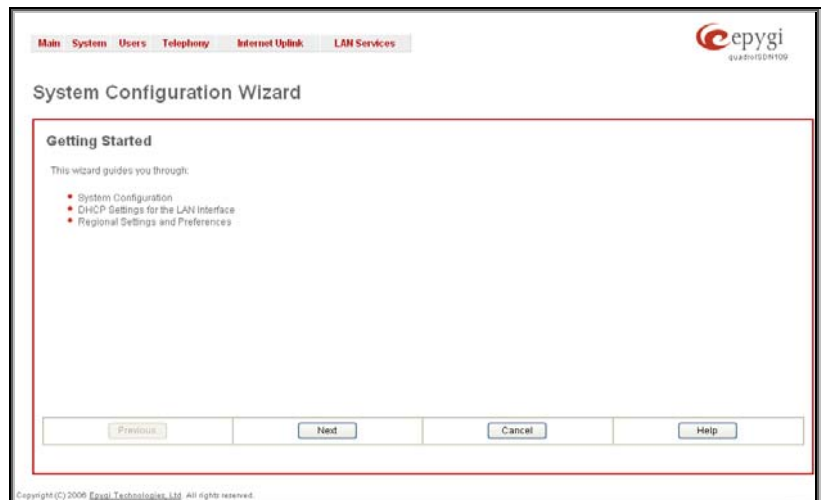 Main System Users Telephony Internet Uplink LAN Services
epygi
quadroISDN109
System Configuration Wizard
Getting Started
This wizard guides you through:
System Configuration
DHCP Settings for the LAN Interface
Regional Settings and Preferences
Previous Next Cancel Help
Copyright (C) 2006 Epygi Technologies, Ltd. All rights reserved.